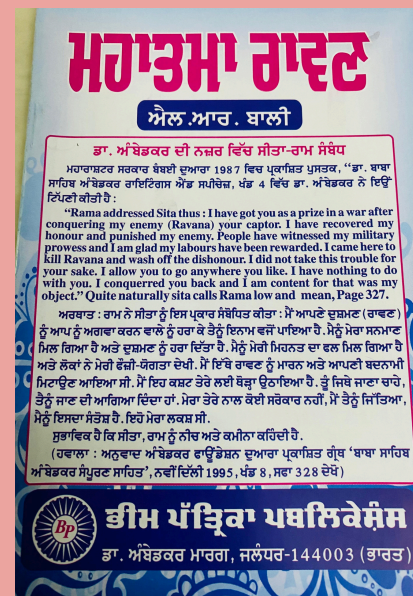 ਮਹਾਤਮਾ ਰਾਵਣ
ਐਲ.ਆਰ. ਬਾਲੀ
ਡਾ. ਅੰਬੇਡਕਰ ਦੀ ਨਜ਼ਰ ਵਿੱਚ ਸੀਤਾ-ਰਾਮ ਸੰਬੰਧ
ਮਹਾਰਾਸ਼ਟਰ ਸਰਕਾਰ ਬੰਬਈ ਦੁਆਰਾ 1987 ਵਿਚ ਪ੍ਰਕਾਸ਼ਿਤ ਪੁਸਤਕ, “ਡਾ. ਬਾਬਾ
ਸਾਹਿਬ ਅੰਬੇਡਕਰ ਰਾਇਟਿੰਗਸ ਐਂਡ ਸਪੀਚੇਜ਼, ਖੰਡ 4 ਵਿੱਚ ਡਾ. ਅੰਬੇਡਕਰ ਨੇ ਇਉਂ
ਟਿੱਪਣੀ ਕੀਤੀ ਹੈ :
“Rama addressed Sita thus : I have got you as a prize in a war after
conquering my enemy (Ravana) your captor. I have recovered my
honour and punished my enemy. People have witnessed my military
prowess and I am glad my labours have been rewarded. I came here to
kill Ravana and wash off the dishonour. I did not take this trouble for
your sake. I allow you to go anywhere you like. I have nothing to do
with you. I conquerred you back and I am content for that was my
object.” Quite naturally sita calls Rama low and mean, Page 327.
ਅਰਥਾਤ : ਰਾਮ ਨੇ ਸੀਤਾ ਨੂੰ ਇਸ ਪ੍ਰਕਾਰ ਸੰਬੋਧਿਤ ਕੀਤਾ : ਮੈਂ ਆਪਣੇ ਦੁਸ਼ਮਣ (ਰਾਵਣ)
ਨੂੰ ਆਪ ਨੂੰ ਅਗਵਾ ਕਰਨ ਵਾਲੇ ਨੂੰ ਹਰਾ ਕੇ ਤੈਨੂੰ ਇਨਾਮ ਵਜੋਂ ਪਾਇਆ ਹੈ. ਮੈਨੂੰ ਮੇਰਾ ਸਨਮਾਣ
ਮਿਲ ਗਿਆ ਹੈ ਅਤੇ ਦੁਸ਼ਮਣ ਨੂੰ ਹਰਾ ਦਿੱਤਾ ਹੈ. ਮੈਨੂੰ ਮੇਰੀ ਮਿਹਨਤ ਦਾ ਫਲ ਮਿਲ ਗਿਆ ਹੈ
ਅਤੇ ਲੋਕਾਂ ਨੇ ਮੇਰੀ ਫੌਜੀ-ਯੋਗਤਾ ਦੇਖੀ. ਮੈਂ ਇੱਥੇ ਰਾਵਣ ਨੂੰ ਮਾਰਨ ਅਤੇ ਆਪਣੀ ਬਦਨਾਮੀ
ਮਿਟਾਉਣ ਆਇਆ ਸੀ. ਮੈਂ ਇਹ ਕਸ਼ਟ ਤੇਰੇ ਲਈ ਥੋੜ੍ਹਾ ਉਠਾਇਆ ਹੈ. ਤੂੰ ਜਿਥੇ ਜਾਣਾ ਚਾਹੇ,
ਤੈਨੂੰ ਜਾਣ ਦੀ ਆਗਿਆ ਦਿੰਦਾ ਹਾਂ. ਮੇਰਾ ਤੇਰੇ ਨਾਲ ਕੋਈ ਸਰੋਕਾਰ ਨਹੀਂ, ਮੈਂ ਤੈਨੂੰ ਜਿੱਤਿਆ,
ਮੈਨੂੰ ਇਸਦਾ ਸੰਤੋਸ਼ ਹੈ. ਇਹੋ ਮੇਰਾ ਲਕਸ਼ ਸੀ.
ਸੁਭਾਵਿਕ ਹੈ ਕਿ ਸੀਤਾ, ਰਾਮ ਨੂੰ ਨੀਚ ਅਤੇ ਕਮੀਨਾ ਕਹਿੰਦੀ ਹੈ.
(ਹਵਾਲਾ : ਅਨੁਵਾਦ ਅੰਬੇਡਕਰ ਫਾਊਂਡੇਸ਼ਨ ਦੁਆਰਾ ਪ੍ਰਕਾਸ਼ਿਤ ਗ੍ਰੰਥ ‘ਬਾਬਾ ਸਾਹਿਬ
ਅੰਬੇਡਕਰ ਸੰਪੂਰਣ ਸਾਹਿਤ’, ਨਵੀਂ ਦਿੱਲੀ 1995, ਖੰਡ 8, ਸਫਾ 328 ਦੇਖੋ)
BP
ਭੀਮ ਪੱਤ੍ਰਿਕਾ ਪਬਲਿਕੇਸ਼ੰਸ
ਡਾ. ਅੰਬੇਡਕਰ ਮਾਰਗ, ਜਲੰਧਰ-144003 (ਭਾਰਤ)